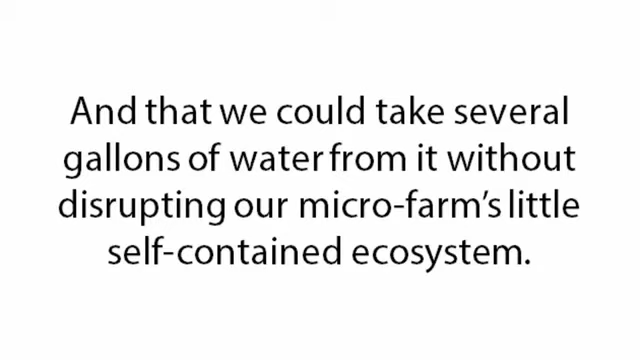 And that we could take several
gallons of water from it without
disrupting our micro-farm’s little
self-contained ecosystem.